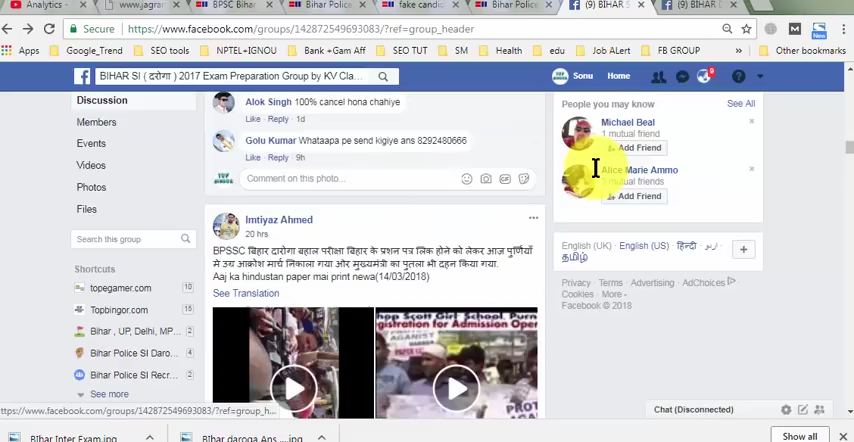 Analytics -
www.jagran
BPSC Bihar
Bihar Police
fake candid
Bihar Police
(9) BIHAR S
(9) BIHAR D
Secure https://www.facebook.com/groups/142872549693083/?ref=group_header
Apps Google_Trend SEO tools NPTEL+IGNOU Bank +Gam Aff SEO TUT SM Health edu Job ALert FB GROUP » Other bookmarks
BIHAR SI ( दरोगा ) 2017 Exam Preparation Group by KV Cla... Sonu Home 9
Discussion
Members
Events
Videos
Photos
Files
Search this group
Shortcuts
topegamer.com 10
Topbingor.com 15
Bihar , UP, Delhi, MP... 2
Bihar Police SI Daro...
Bihar Police SI Recr... 2
See more
Alok Singh 100% cancel hona chahiye
Like · Reply · 1d
Golu Kumar Whataapa pe send kigiye ans 8292480666
Like · Reply · 9h
Comment on this photo...
Imtiyaz Ahmed
20 hrs
BPSSC बिहार दारोगा बहाल परीक्षा बिहार के प्रशन पत्र लिक होने को लेकर आज पुर्णियाँ
से उग्र आक्रोश मार्च निकाला गया ओर मुख्यमंत्री का पुतला भी दहन किया गया.
Aaj ka hindustan paper mai print newa(14/03/2018)
See Translation
People you may know See All
Michael Beal
1 mutual friend
Add Friend
Alice Marie Ammo
mutual friends
Add Friend
English (UK) · English (US) · हिन्दी · اردو ·
தமிழ்
Privacy · Terms · Advertising · AdChoices
Cookies · More
Facebook © 2018
Chat (Disconnected)
https://www.facebook.com/groups/142872549693083/?ref=group_h...
BIhar Inter Exam.jpg
Bihar daroga Ans ....jpg
Show all